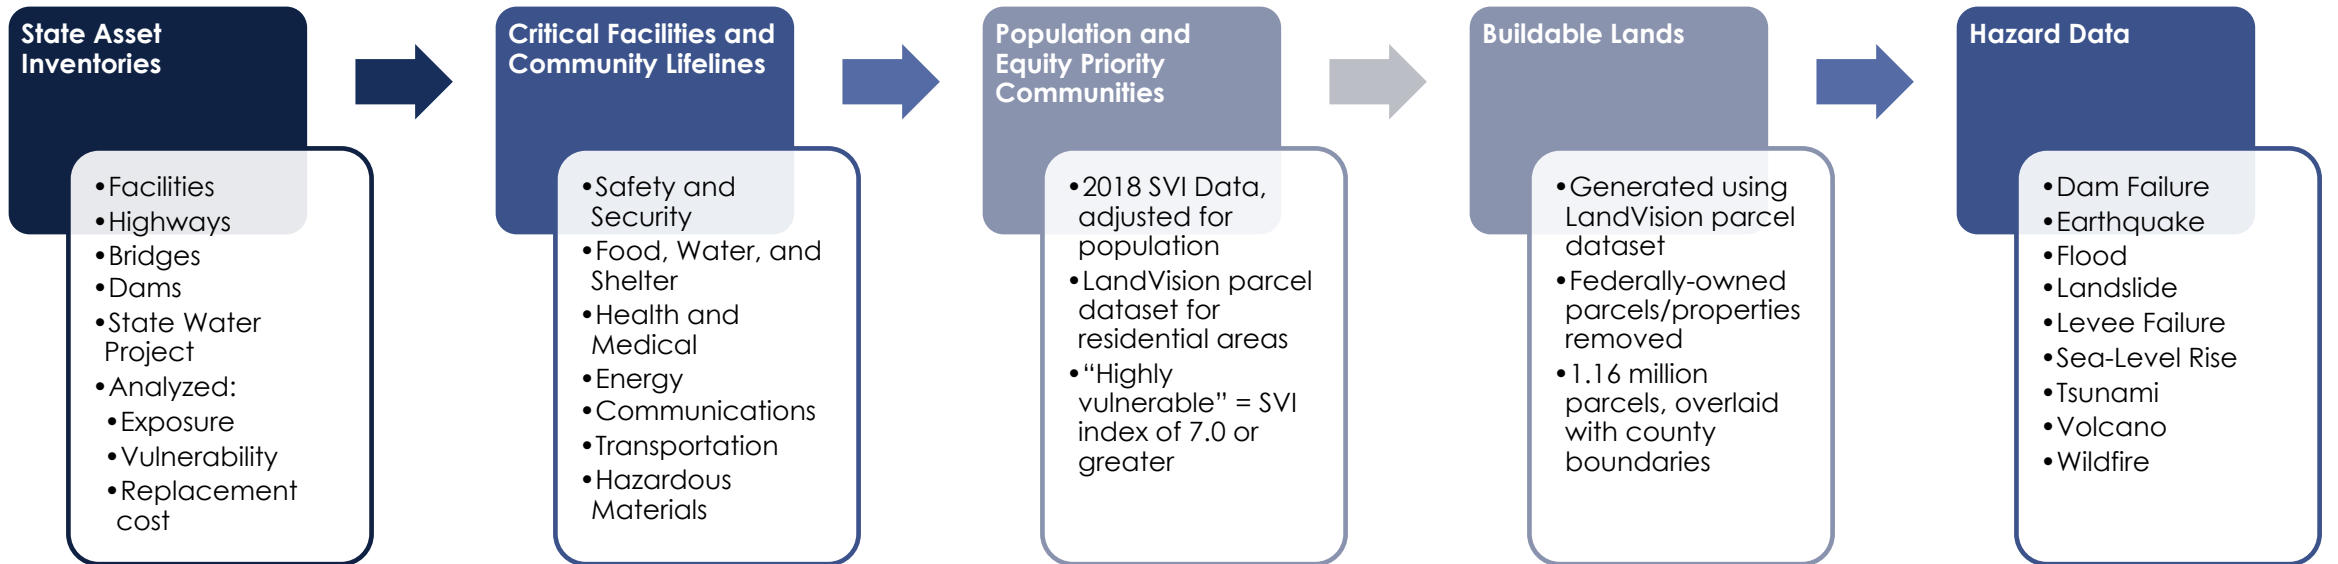 State Asset
Inventories
•Facilities
•Highways
•Bridges
•Dams
•State Water
Project
•Analyzed:
•Exposure
•Vulnerability
•Replacement
cost
Critical Facilities and
Community Lifelines
•Safety and
Security
•Food, Water, and
Shelter
•Health and
Medical
•Energy
•Communications
•Transportation
•Hazardous
Materials
Population and
Equity Priority
Communities
•2018 SVI Data,
adjusted for
population
•LandVision parcel
dataset for
residential areas
•“Highly
vulnerable” = SVI
index of 7.0 or
greater
Buildable Lands
•Generated using
LandVision parcel
dataset
•Federally-owned
parcels/properties
removed
•1.16 million
parcels, overlaid
with county
boundaries
Hazard Data
•Dam Failure
•Earthquake
•Flood
•Landslide
•Levee Failure
•Sea-Level Rise
•Tsunami
•Volcano
•Wildfire